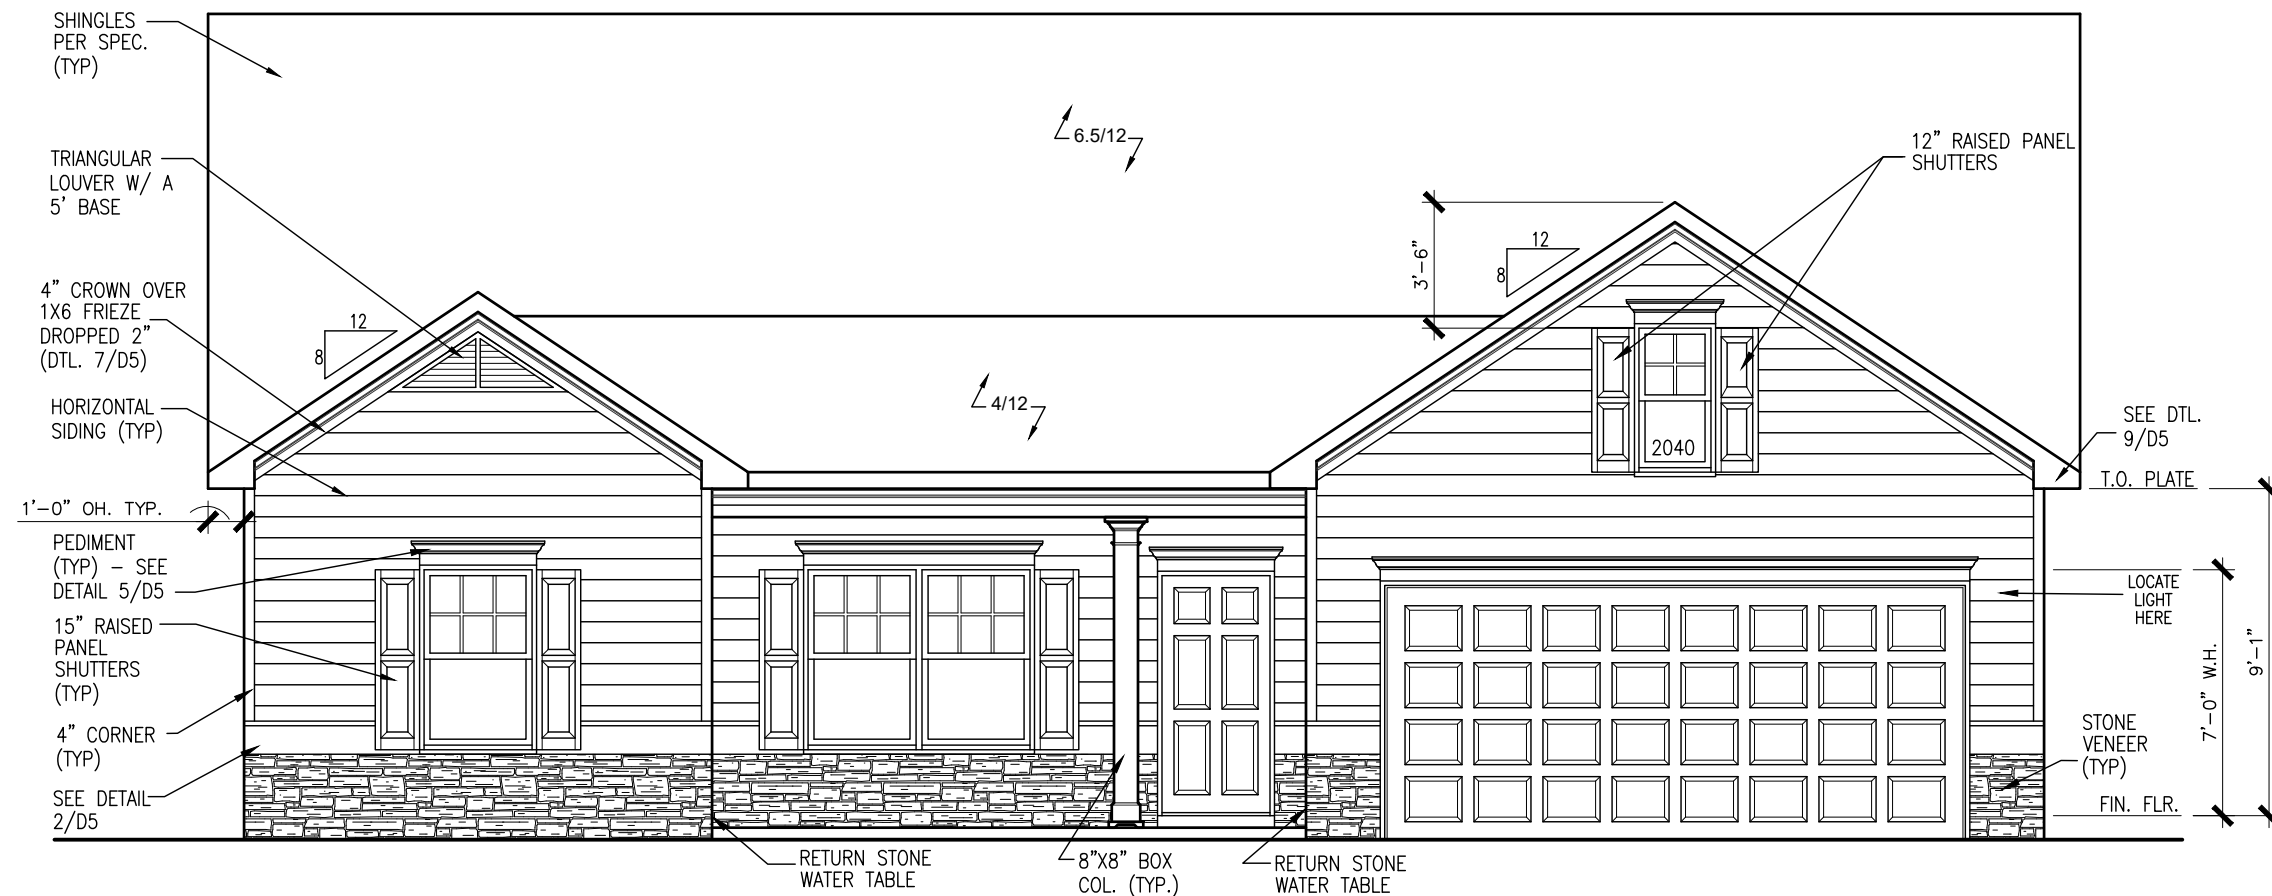 SHINGLES
PER SPEC.
(TYP)
6.5/12
12" RAISED PANEL
SHUTTERS
TRIANGULAR
LOUVER W/ A
5' BASE
3'-6"
12
8
4" CROWN OVER
1X6 FRIEZE
DROPPED 2"
(DTL. 7/D5)
12
8
4/12
HORIZONTAL
SIDING (TYP)
2040
SEE DTL.
9/D5
T.O. PLATE
1'-0" OH. TYP.
PEDIMENT
(TYP) – SEE
DETAIL 5/D5
LOCATE
LIGHT
HERE
15" RAISED
PANEL
SHUTTERS
(TYP)
7'-0" W.H.
9'-1"
4" CORNER
(TYP)
STONE
VENEER
(TYP)
SEE DETAIL
2/D5
FIN. FLR.
RETURN STONE
WATER TABLE
8"X8" BOX
COL. (TYP.)
RETURN STONE
WATER TABLE